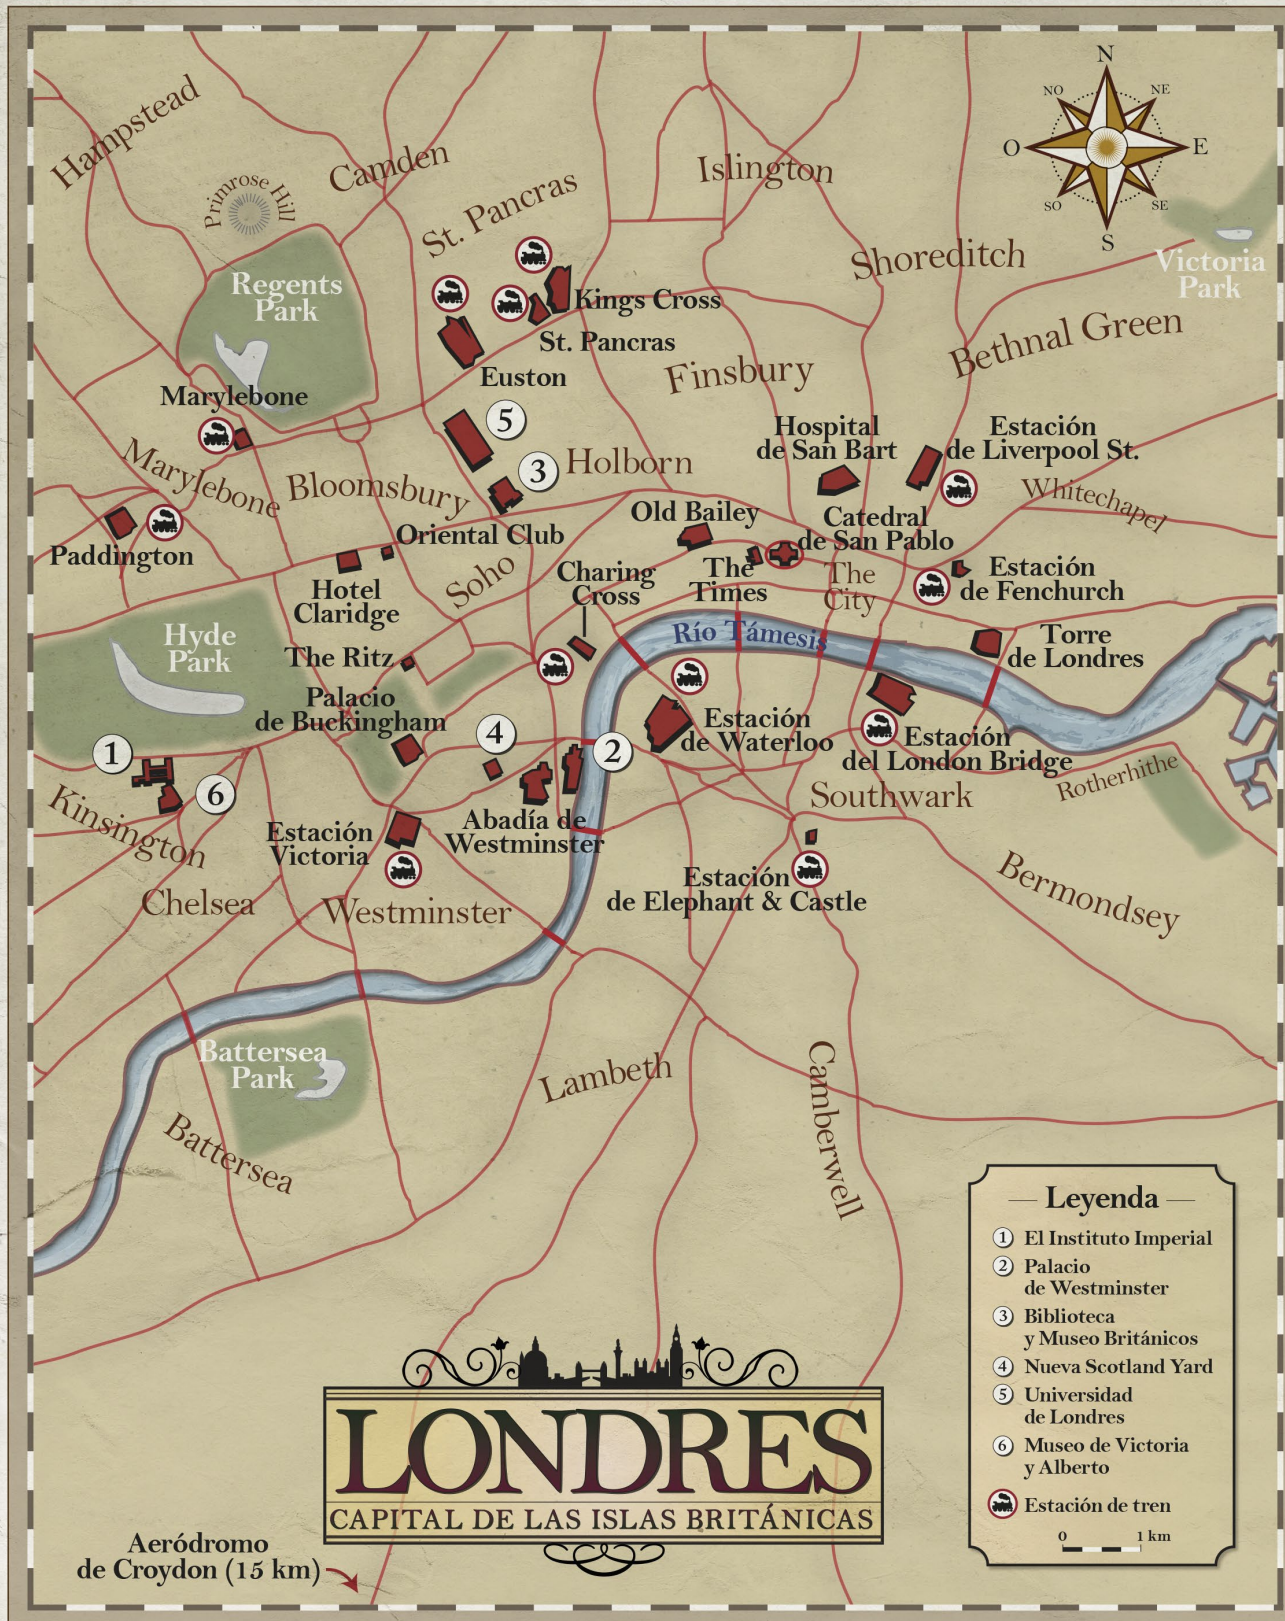 N
NO
NE
O
E
SO
SE
S
Hampstead
Camden
Primrose Hill
St. Pancras
Islington
Shoreditch
Victoria
Park
Regents
Park
Kings Cross
St. Pancras
Euston
Bethnal Green
Finsbury
Marylebone
5
Hospital
de San Bart
Estación
de Liverpool St.
Marylebone
Bloomsbury
3
Holborn
Whitechapel
Oriental Club
Old Bailey
Catedral
de San Pablo
Paddington
Hotel
Claridge
Soho
Charing
Cross
The
Times
The
City
Estación
de Fenchurch
Hyde
Park
The Ritz
Río Támesis
Torre
de Londres
Palacio
de Buckingham
4
2
Estación
de Waterloo
Estación
del London Bridge
1
6
Kinsington
Rotherhithe
Southwark
Estación
Victoria
Abadía de
Westminster
Estación
de Elephant & Castle
Bermondsey
Chelsea
Westminster
Battersea
Park
Lambeth
Camberwell
Battersea
Leyenda
1 El Instituto Imperial
2 Palacio
de Westminster
3 Biblioteca
y Museo Británicos
4 Nueva Scotland Yard
5 Universidad
de Londres
6 Museo de Victoria
y Alberto
Estación de tren
0 1 km
LONDRES
CAPITAL DE LAS ISLAS BRITÁNICAS
Aeródromo
de Croydon (15 km)